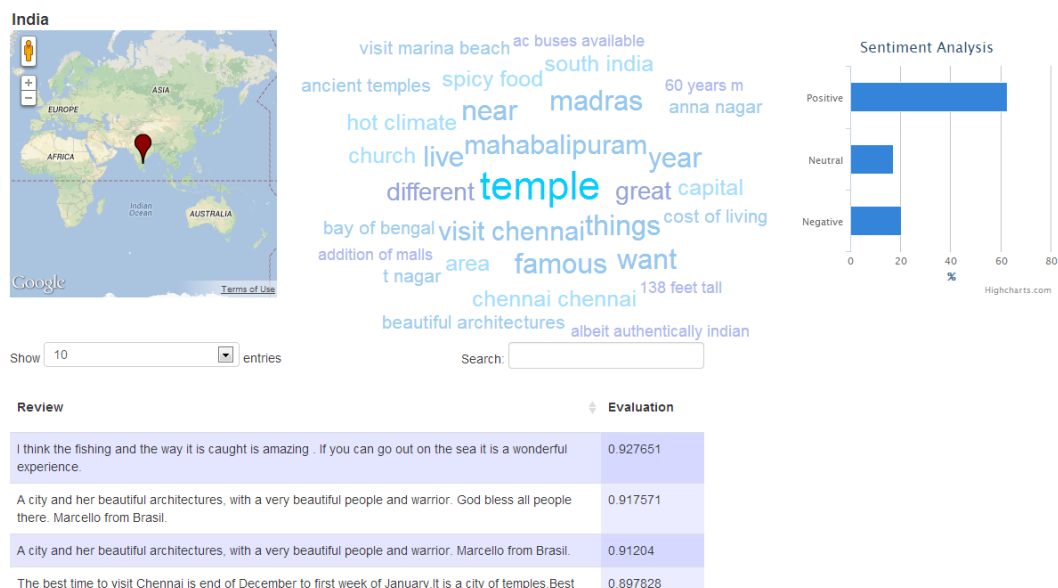 India
EUROPE
ASIA
AFRICA
Indian
Ocean
AUSTRALIA
Google
Terms of Use
visit marina beach ac buses available
ancient temples spicy food south india
60 years m
hot climate near madras anna nagar
church live mahabalipuram year
different temple great capital
bay of bengal visit chennai things cost of living
addition of malls
t nagar area famous want
chennai chennai 138 feet tall
beautiful architectures albeit authentically indian
Sentiment Analysis
Positive
Neutral
Negative
0 20 40 60 80
%
Highcharts.com
Show 10 entries
Search:
Review Evaluation
I think the fishing and the way it is caught is amazing . If you can go out on the sea it is a wonderful 0.927651
experience.
A city and her beautiful architectures, with a very beautiful people and warrior. God bless all people 0.917571
there. Marcello from Brasil.
A city and her beautiful architectures, with a very beautiful people and warrior. Marcello from Brasil. 0.91204
The best time to visit Chennai is end of December to first week of January.It is a city of temples.Best 0.897828